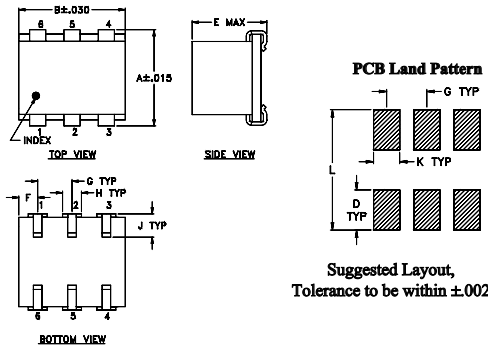 B±.030
6 5 4
A±.015
INDEX
1 2 3
TOP VIEW
E MAX
SIDE VIEW
PCB Land Pattern
G TYP
L
K TYP
D
TYP
Suggested Layout,
Tolerance to be within ±.002
G TYP
H TYP
F
1 2 3
J TYP
6 5 4
BOTTOM VIEW